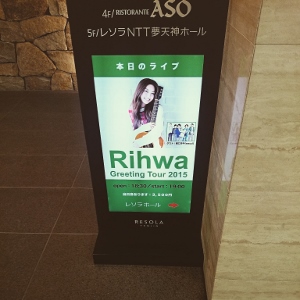 4F/RISTORANTE ASO
5F/レソラNTT夢天神ホール
本日のライブ
Rihwa
Greeting Tour 2015
open : 18:30 / start : 19:00
レソラホール
RESOLA